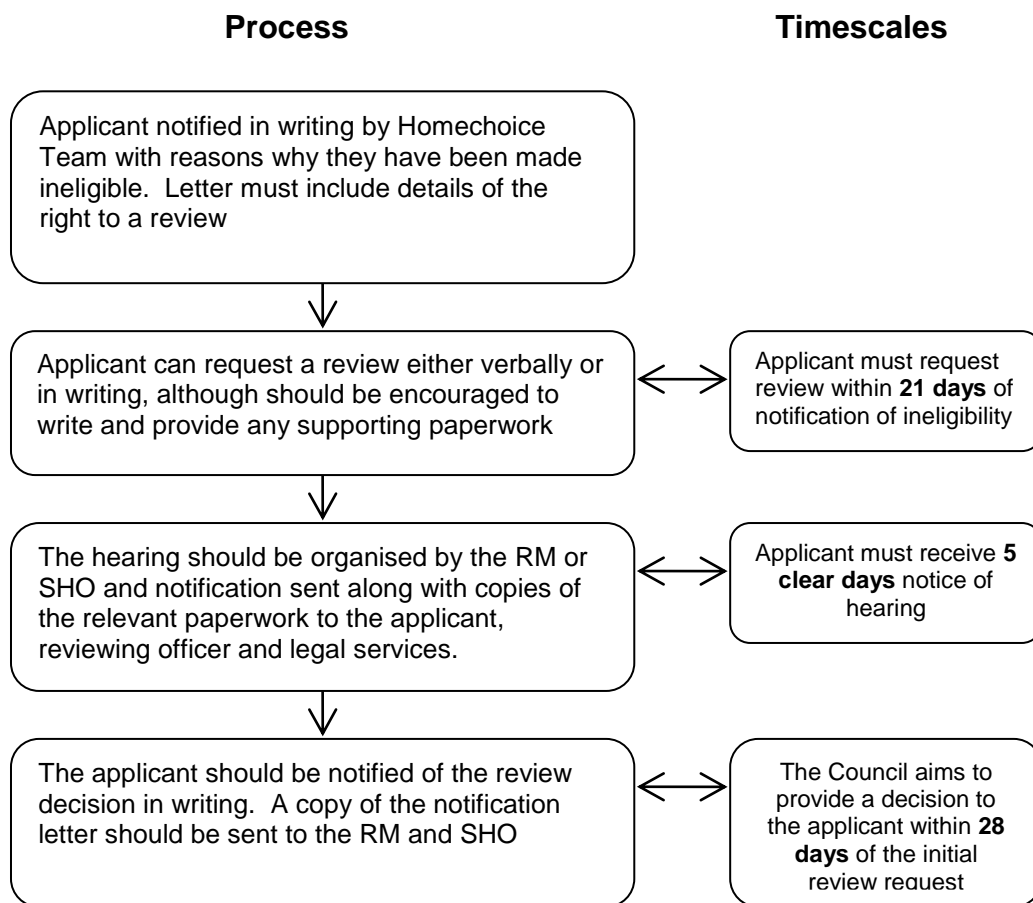 Process
Timescales
Applicant notified in writing by Homechoice
Team with reasons why they have been made
ineligible.  Letter must include details of the
right to a review
Applicant can request a review either verbally or
in writing, although should be encouraged to
write and provide any supporting paperwork
Applicant must request
review within 21 days of
notification of ineligibility
The hearing should be organised by the RM or
SHO and notification sent along with copies of
the relevant paperwork to the applicant,
reviewing officer and legal services.
Applicant must receive 5
clear days notice of
hearing
The applicant should be notified of the review
decision in writing.  A copy of the notification
letter should be sent to the RM and SHO
The Council aims to
provide a decision to
the applicant within 28
days of the initial
review request